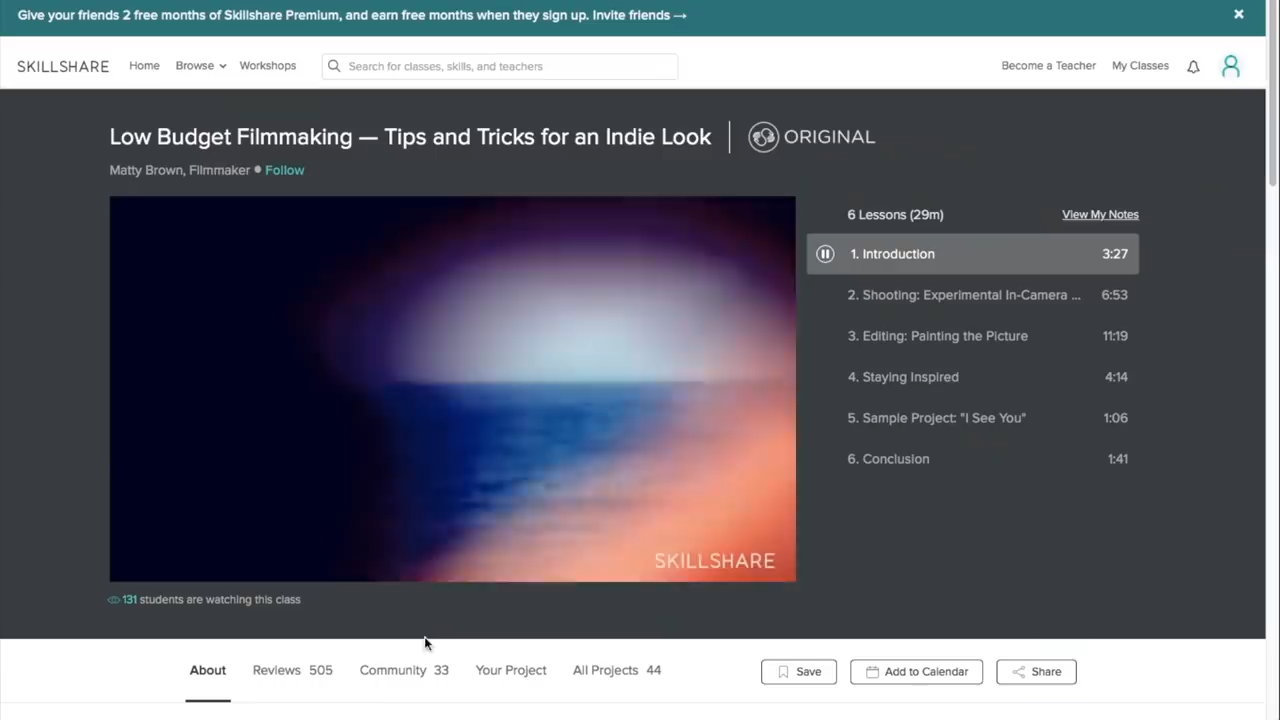 Give your friends 2 free months of Skillshare Premium, and earn free months when they sign up. Invite friends → ×
SKILLSHARE Home Browse Workshops Search for classes, skills, and teachers Become a Teacher My Classes
Low Budget Filmmaking — Tips and Tricks for an Indie Look | ORIGINAL
Matty Brown, Filmmaker • Follow
6 Lessons (29m) View My Notes
1. Introduction 3:27
2. Shooting: Experimental In-Camera ... 6:53
3. Editing: Painting the Picture 11:19
4. Staying Inspired 4:14
5. Sample Project: "I See You" 1:06
6. Conclusion 1:41
SKILLSHARE
131 students are watching this class
About Reviews 505 Community 33 Your Project All Projects 44 Save Add to Calendar Share